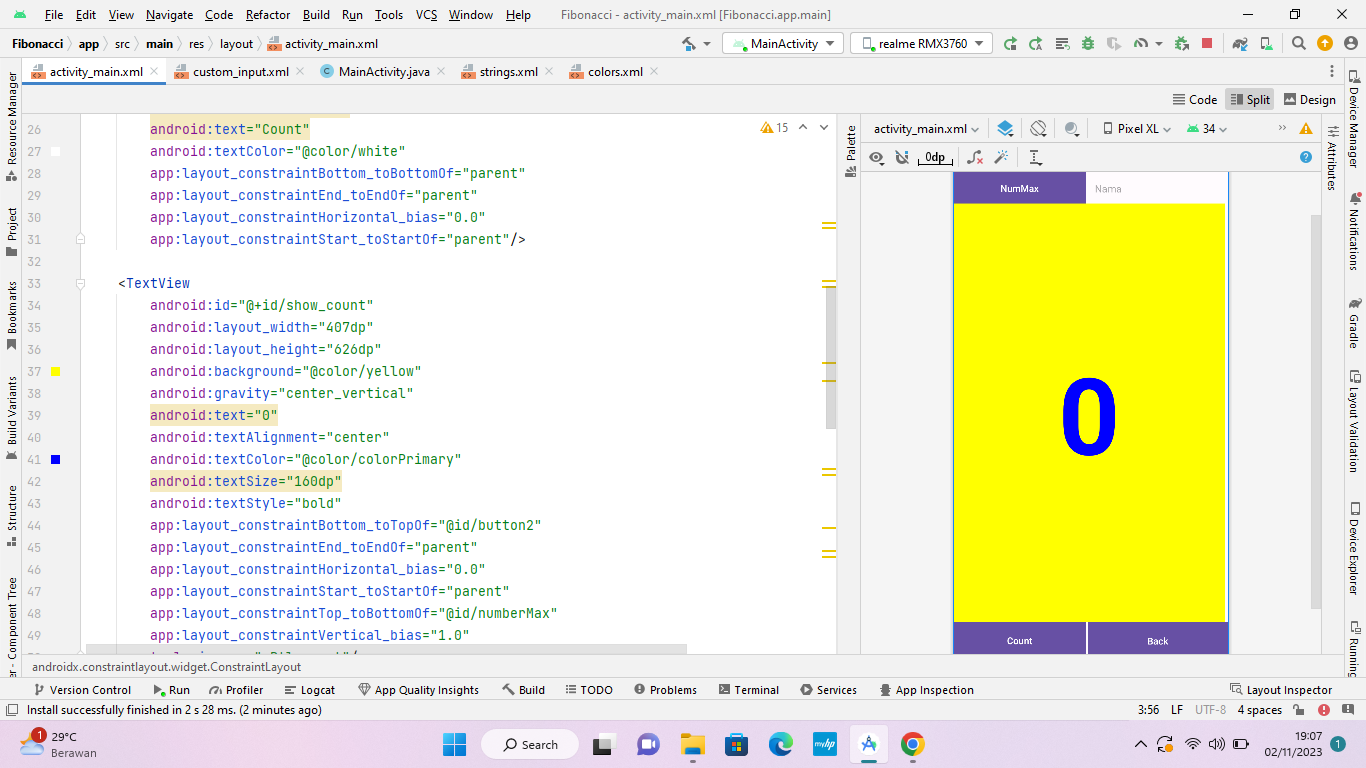 File Edit View Navigate Code Refactor Build Run Tools VCS Window Help Fibonacci - activity_main.xml [Fibonacci.app.main]
Fibonacci app src main res layout activity_main.xml MainActivity realme RMX3760
activity_main.xml custom_input.xml MainActivity.java strings.xml colors.xml
Code Split Design
Resource Manager
Project
Bookmarks
Build Variants
Structure
Component Tree
26 android:text="Count"
27 android:textColor="@color/white"
28 app:layout_constraintBottom_toBottomOf="parent"
29 app:layout_constraintEnd_toEndOf="parent"
30 app:layout_constraintHorizontal_bias="0.0"
31 app:layout_constraintStart_toStartOf="parent"/>
32
33 <TextView
34 android:id="@+id/show_count"
35 android:layout_width="407dp"
36 android:layout_height="626dp"
37 android:background="@color/yellow"
38 android:gravity="center_vertical"
39 android:text="0"
40 android:textAlignment="center"
41 android:textColor="@color/colorPrimary"
42 android:textSize="160dp"
43 android:textStyle="bold"
44 app:layout_constraintBottom_toTopOf="@id/button2"
45 app:layout_constraintEnd_toEndOf="parent"
46 app:layout_constraintHorizontal_bias="0.0"
47 app:layout_constraintStart_toStartOf="parent"
48 app:layout_constraintTop_toBottomOf="@id/numberMax"
49 app:layout_constraintVertical_bias="1.0"
15
Palette
activity_main.xml Pixel XL 34
0dp
NumMax Nama
0
Count Back
Attributes
Device Manager
Notifications
Gradle
Layout Validation
Device Explorer
Running
androidx.constraintlayout.widget.ConstraintLayout
Version Control Run Profiler Logcat App Quality Insights Build TODO Problems Terminal Services App Inspection Layout Inspector
Install successfully finished in 2 s 28 ms. (2 minutes ago) 3:56 LF UTF-8 4 spaces
1 29°C
Berawan
Search
myhp
19:07
02/11/2023
1